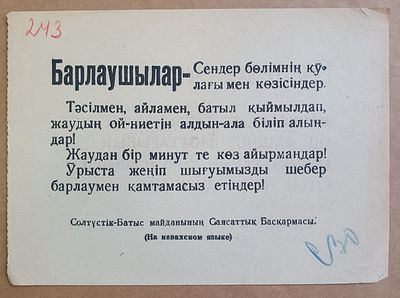 243
Барлаушылар- Сендер бөлімнің құ-
лағы мен көзісіндер.
Тәсілмен, айламен, батыл қыймылдап,
жаудың ой-ниетін алдын-ала біліп алың-
дар!
Жаудан бір минут те көз айырмаңдар!
Ұрыста жеңіп шығуымызды шебер
барлаумен қамтамасыз етіңдер!
Солтүстік-Батыс майданының Саясаттық Басқармасы.
(На казахском языке)